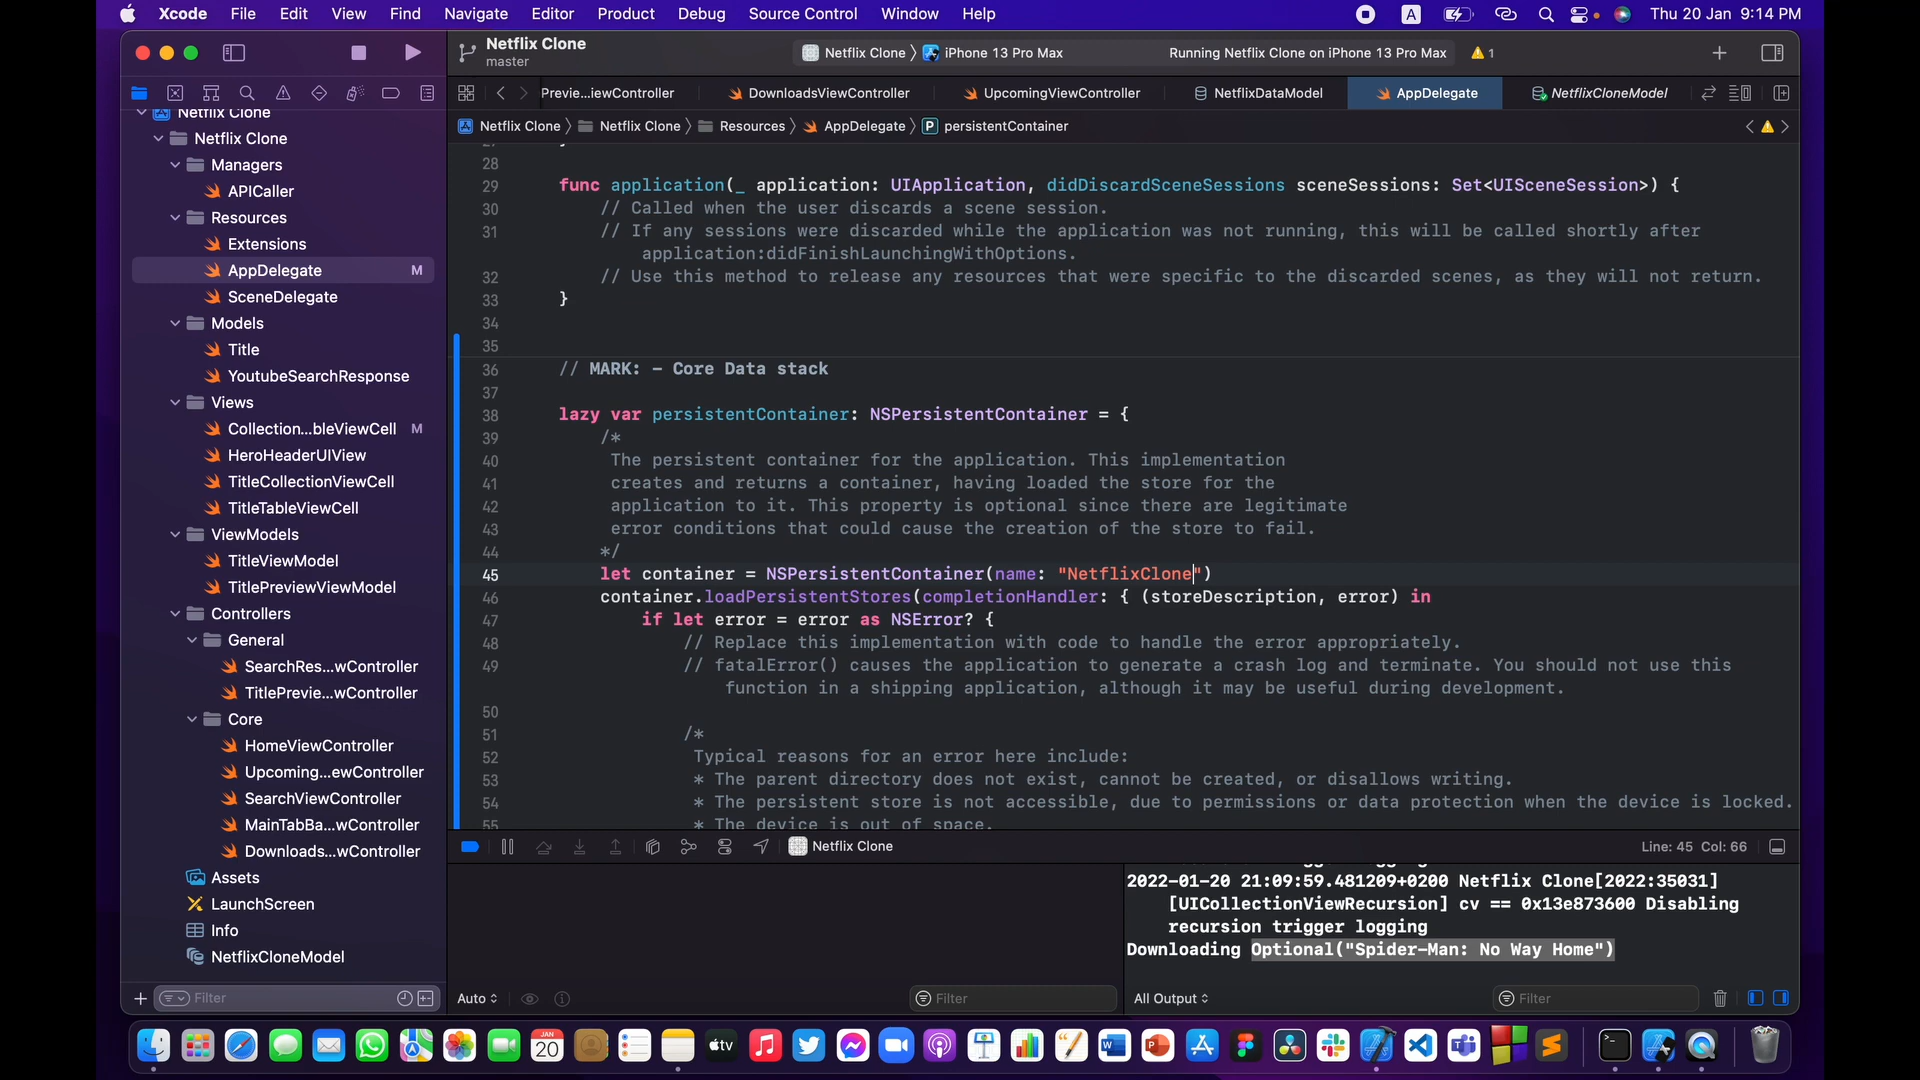 Xcode File Edit View Find Navigate Editor Product Debug Source Control Window Help
A Thu 20 Jan 9:14 PM
Netflix Clone
master
Netflix Clone iPhone 13 Pro Max
Running Netflix Clone on iPhone 13 Pro Max 1
Previe...iewController DownloadsViewController UpcomingViewController NetflixDataModel AppDelegate NetflixCloneModel
Netflix Clone Netflix Clone Resources AppDelegate P persistentContainer
Netflix Clone
Netflix Clone
Managers
APICaller
Resources
Extensions
AppDelegate M
SceneDelegate
Models
Title
YoutubeSearchResponse
Views
Collection...bleViewCell M
HeroHeaderUIView
TitleCollectionViewCell
TitleTableViewCell
ViewModels
TitleViewModel
TitlePreviewViewModel
Controllers
General
SearchRes...wController
TitlePrevie...wController
Core
HomeViewController
Upcoming...ewController
SearchViewController
MainTabBa...wController
Downloads...wController
Assets
LaunchScreen
Info
NetflixCloneModel
Filter
28
29 func application(_ application: UIApplication, didDiscardSceneSessions sceneSessions: Set<UISceneSession>) {
30 // Called when the user discards a scene session.
31 // If any sessions were discarded while the application was not running, this will be called shortly after
application:didFinishLaunchingWithOptions.
32 // Use this method to release any resources that were specific to the discarded scenes, as they will not return.
33 }
34
35
36 // MARK: - Core Data stack
37
38 lazy var persistentContainer: NSPersistentContainer = {
39 /*
40 The persistent container for the application. This implementation
41 creates and returns a container, having loaded the store for the
42 application to it. This property is optional since there are legitimate
43 error conditions that could cause the creation of the store to fail.
44 */
45 let container = NSPersistentContainer(name: "NetflixClone")
46 container.loadPersistentStores(completionHandler: { (storeDescription, error) in
47 if let error = error as NSError? {
48 // Replace this implementation with code to handle the error appropriately.
49 // fatalError() causes the application to generate a crash log and terminate. You should not use this
function in a shipping application, although it may be useful during development.
50
51 /*
52 Typical reasons for an error here include:
53 * The parent directory does not exist, cannot be created, or disallows writing.
54 * The persistent store is not accessible, due to permissions or data protection when the device is locked.
55 * The device is out of space.
Netflix Clone
Line: 45 Col: 66
2022-01-20 21:09:59.481209+0200 Netflix Clone[2022:35031]
[UICollectionViewRecursion] cv == 0x13e873600 Disabling
recursion trigger logging
Downloading Optional("Spider-Man: No Way Home")
Auto Filter
All Output Filter
JAN
20
tv